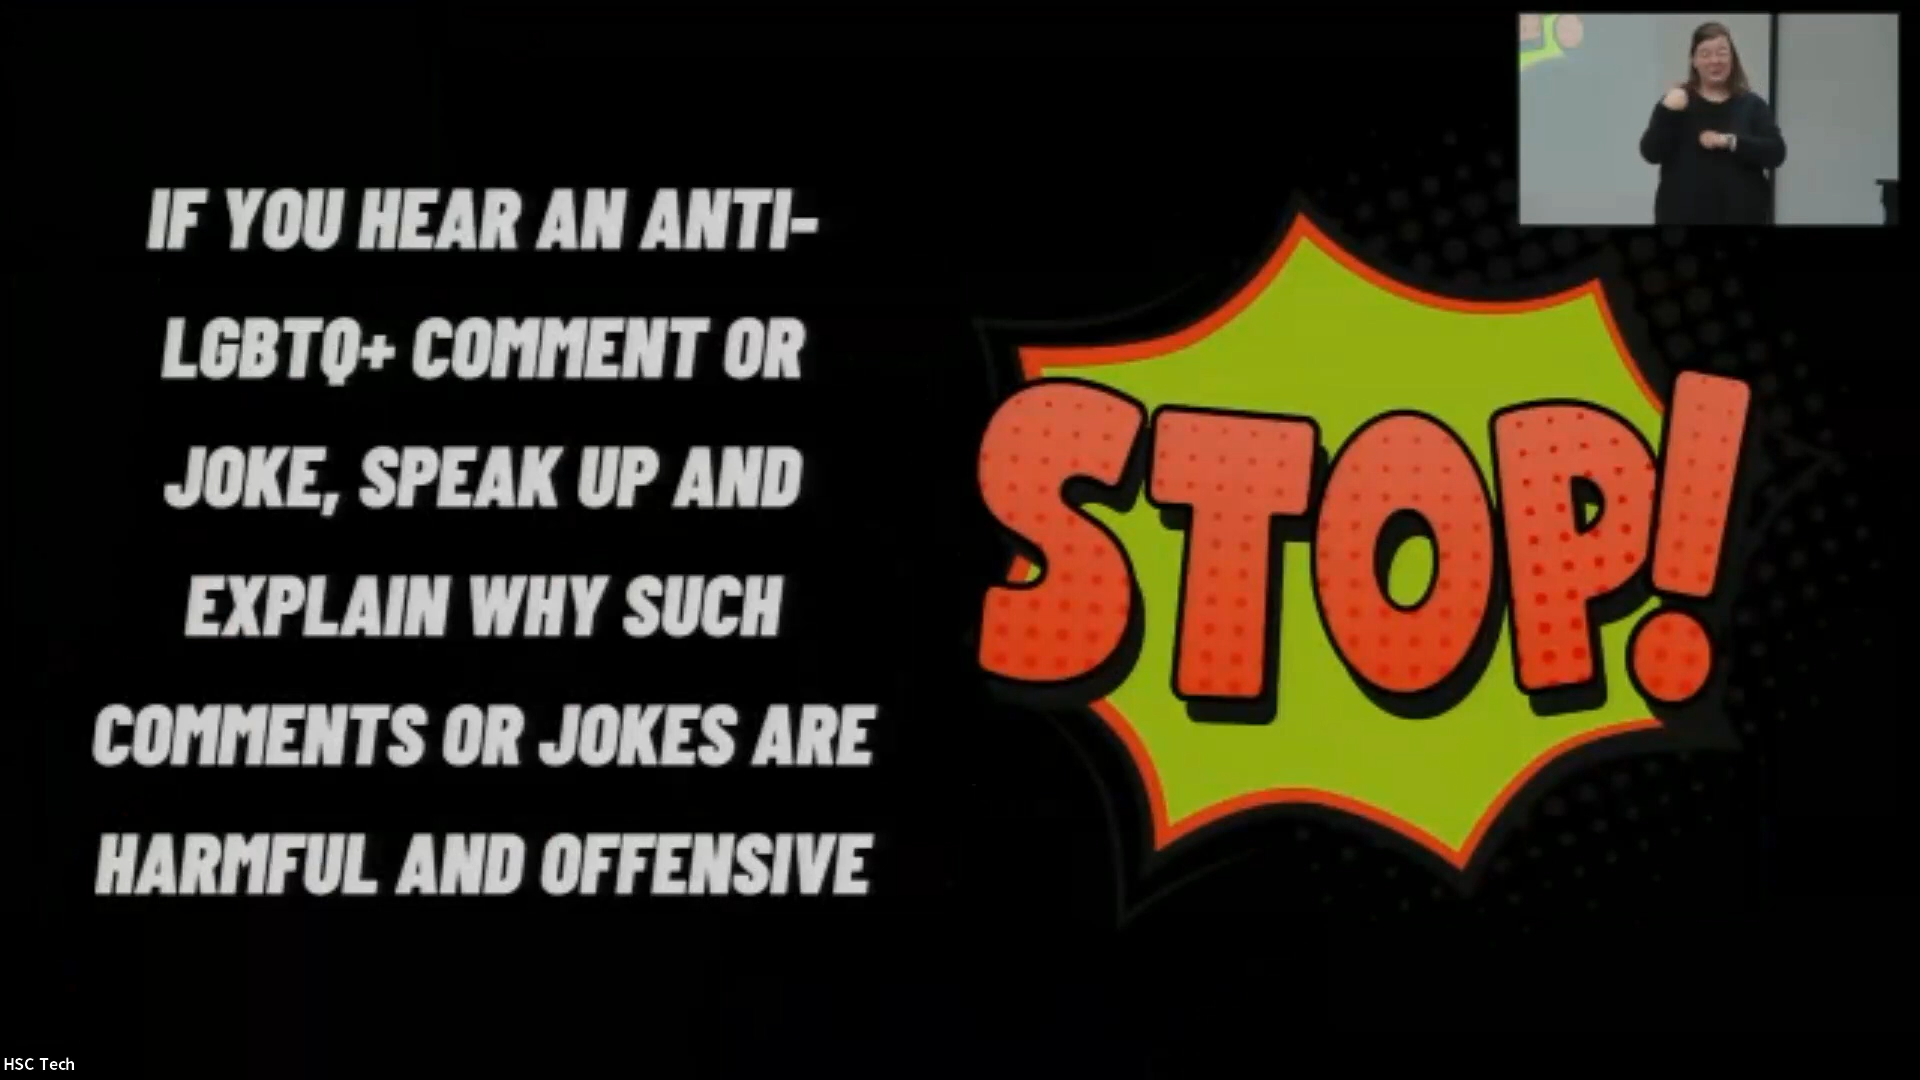 IF YOU HEAR AN ANTI-
LGBTQ+ COMMENT OR
JOKE, SPEAK UP AND
EXPLAIN WHY SUCH
COMMENTS OR JOKES ARE
HARMFUL AND OFFENSIVE
STOP!
HSC Tech